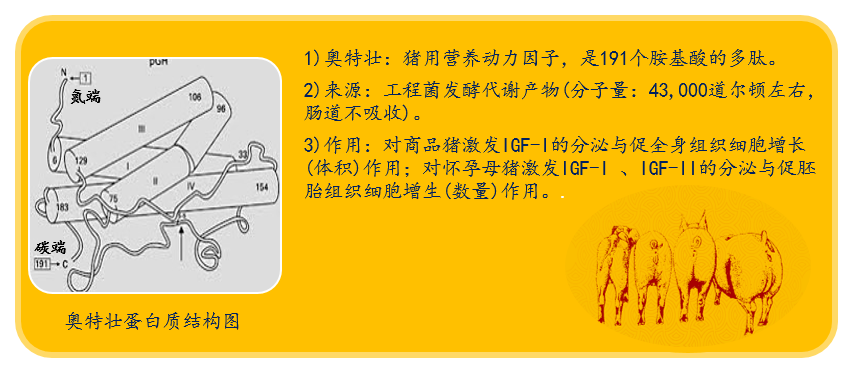 pGH
N
1
氮端
106
96
III
6
129
I
33
II
IV
154
75
183
碳端
191
C
奥特壮蛋白质结构图
1)奥特壮：猪用营养动力因子，是191个胺基酸的多肽。
2)来源：工程菌发酵代谢产物(分子量：43,000道尔顿左右，
肠道不吸收)。
3)作用：对商品猪激发IGF-I的分泌与促全身组织细胞增长
(体积)作用；对怀孕母猪激发IGF-I 、IGF-II的分泌与促胚
胎组织细胞增生(数量)作用。